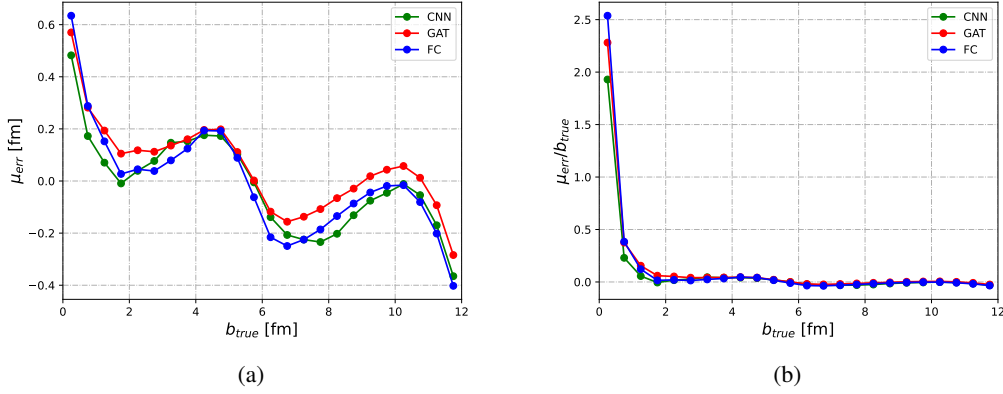 0.6
0.4
0.2
0.0
−0.2
−0.4
μ_err [fm]
0 2 4 6 8 10 12
b_true [fm]
CNN
GAT
FC
(a)
2.5
2.0
1.5
1.0
0.5
0.0
μ_err/b_true
0 2 4 6 8 10 12
b_true [fm]
CNN
GAT
FC
(b)